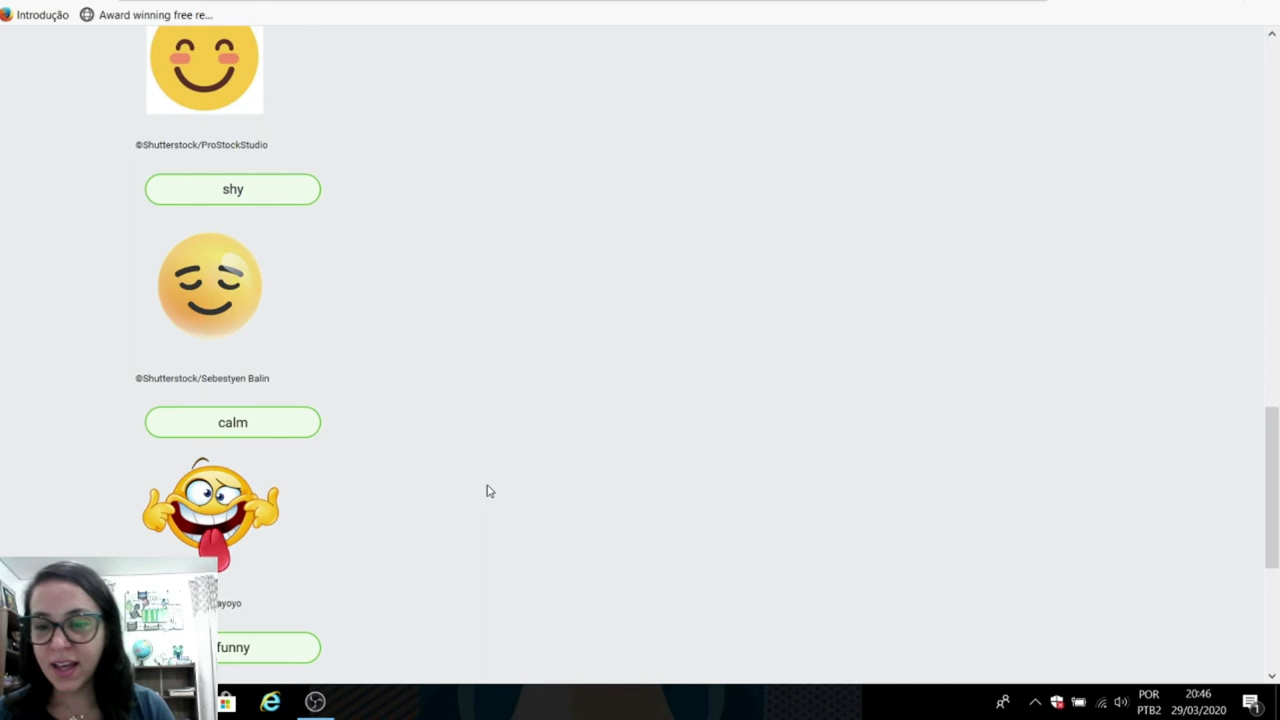 Introdução Award winning free re...
©Shutterstock/ProStockStudio
shy
©Shutterstock/Sebestyen Balin
calm
ayoyo
funny
POR 20:46
PTB2 29/03/2020
1